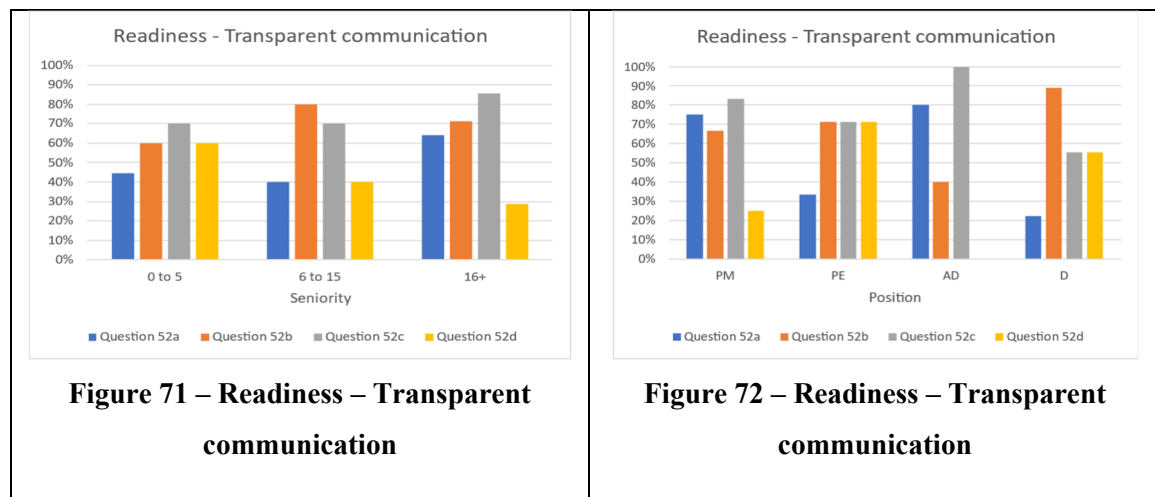 Readiness - Transparent communication
100%
90%
80%
70%
60%
50%
40%
30%
20%
10%
0%
0 to 5
6 to 15
16+
Seniority
Question 52a
Question 52b
Question 52c
Question 52d
Figure 71 – Readiness – Transparent
communication
Readiness - Transparent communication
100%
90%
80%
70%
60%
50%
40%
30%
20%
10%
0%
PM
PE
AD
D
Position
Question 52a
Question 52b
Question 52c
Question 52d
Figure 72 – Readiness – Transparent
communication